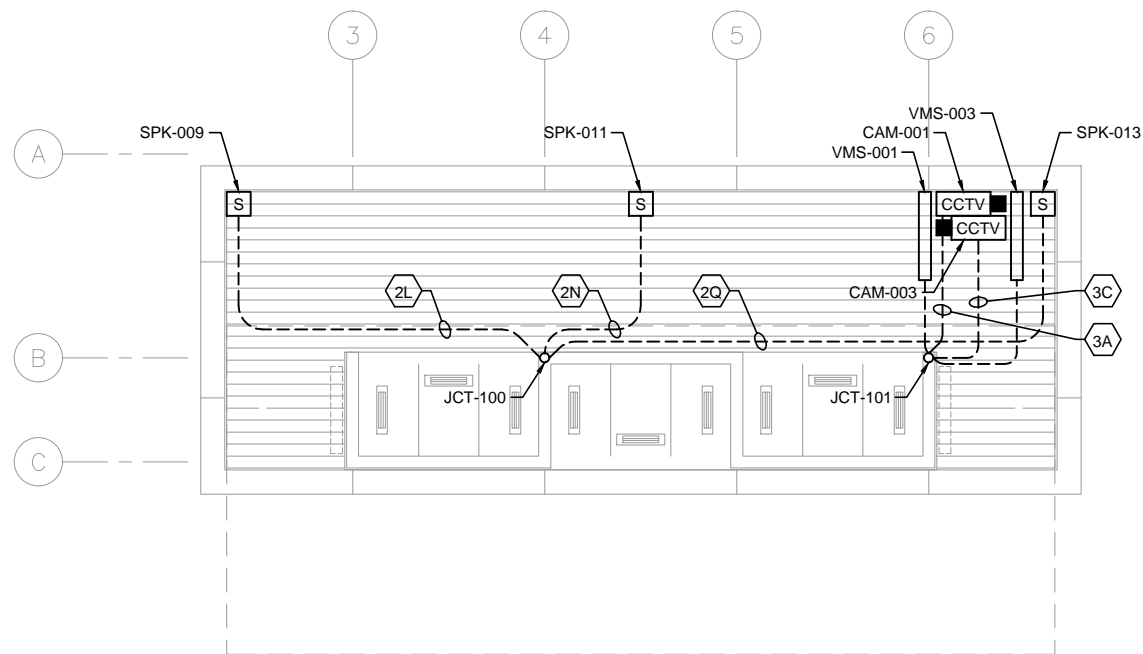 3
4
5
6
VMS-003
SPK-009
SPK-011
CAM-001
SPK-013
VMS-001
A
S
S
CCTV
S
CCTV
2L
2N
2Q
CAM-003
3C
3A
B
JCT-100
JCT-101
C